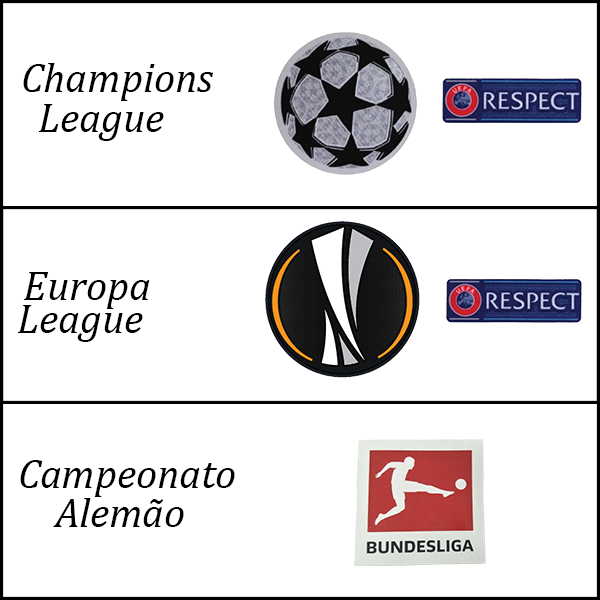 Champions
League
UEFA
RESPECT
Europa
League
UEFA
RESPECT
Campeonato
Alemão
BUNDESLIGA